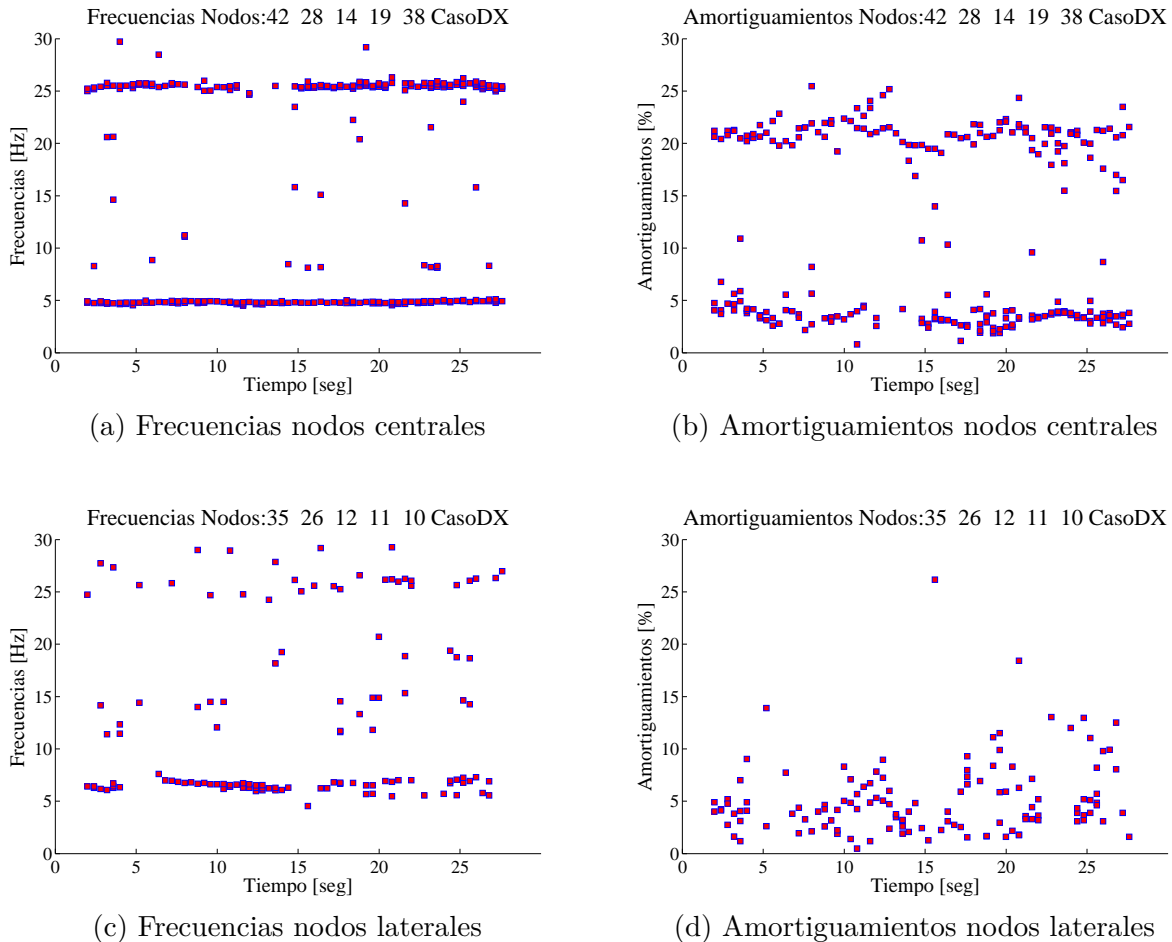 Frecuencias Nodos:42 28 14 19 38 CasoDX
30
25
20
15
10
5
0
5 10 15 20 25
Frecuencias [Hz]
Tiempo [seg]
(a) Frecuencias nodos centrales
Amortiguamientos Nodos:42 28 14 19 38 CasoDX
30
25
20
15
10
5
0
5 10 15 20 25
Amortiguamientos [%]
Tiempo [seg]
(b) Amortiguamientos nodos centrales
Frecuencias Nodos:35 26 12 11 10 CasoDX
30
25
20
15
10
5
0
5 10 15 20 25
Frecuencias [Hz]
Tiempo [seg]
(c) Frecuencias nodos laterales
Amortiguamientos Nodos:35 26 12 11 10 CasoDX
30
25
20
15
10
5
0
5 10 15 20 25
Amortiguamientos [%]
Tiempo [seg]
(d) Amortiguamientos nodos laterales